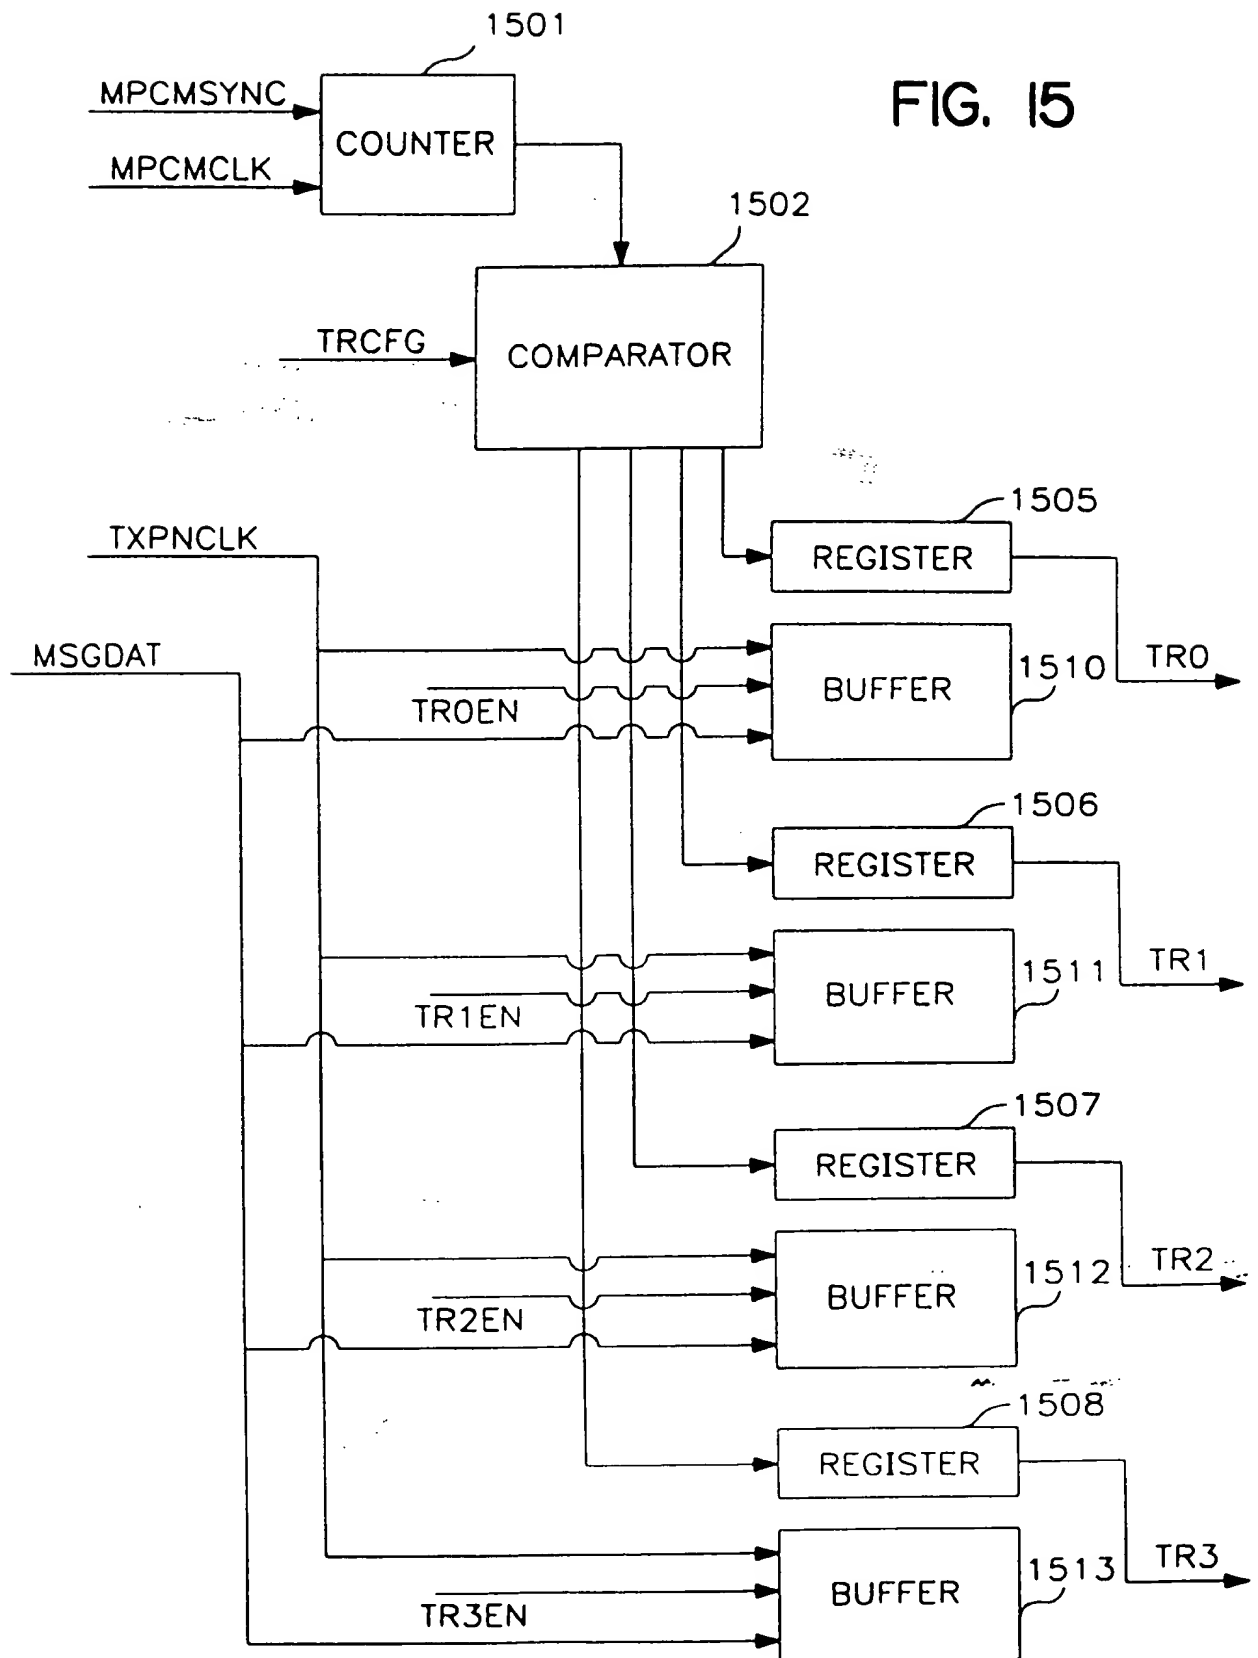 1501
MPCMSYNC
FIG. 15
COUNTER
MPCMCLK
1502
TRCFG
COMPARATOR
1505
TXPNCLK
REGISTER
MSGDAT
BUFFER
1510
TR0
TR0EN
1506
REGISTER
BUFFER
1511
TR1
TR1EN
1507
REGISTER
BUFFER
1512
TR2
TR2EN
1508
REGISTER
BUFFER
1513
TR3
TR3EN